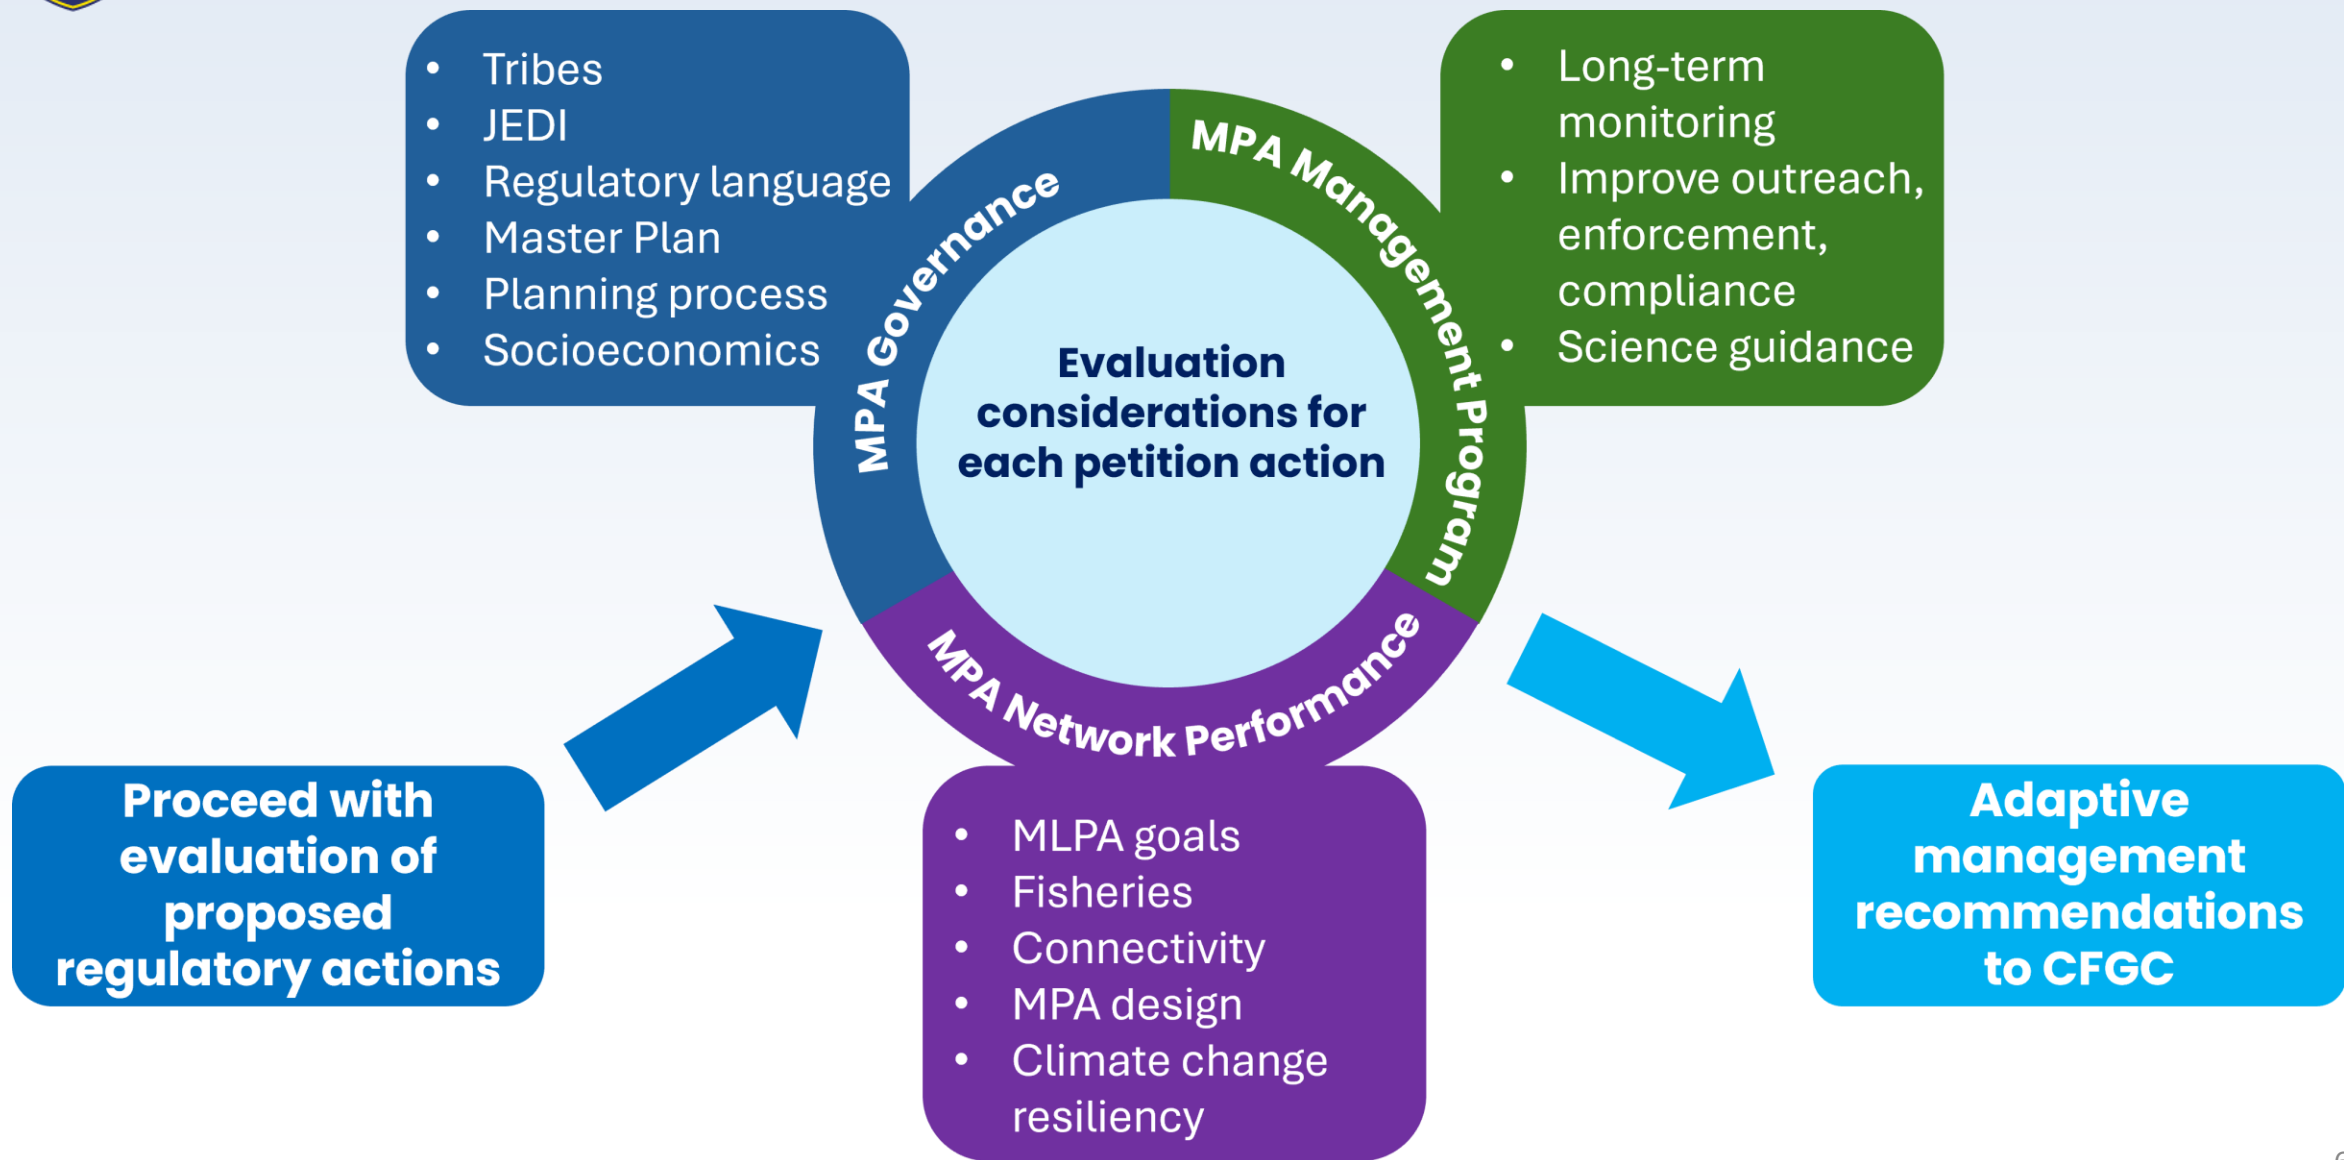 • Tribes
• JEDI
• Regulatory language
• Master Plan
• Planning process
• Socioeconomics
MPA Governance
MPA Management Program
• Long-term
monitoring
• Improve outreach,
enforcement,
compliance
• Science guidance
Evaluation
considerations for
each petition action
MPA Network Performance
• MLPA goals
• Fisheries
• Connectivity
• MPA design
• Climate change
resiliency
Proceed with
evaluation of
proposed
regulatory actions
Adaptive
management
recommendations
to CFGC